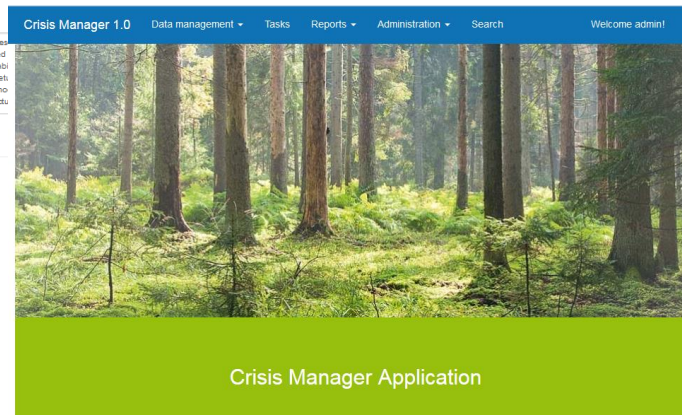 Crisis Manager 1.0 Data management Tasks Reports Administration Search Welcome admin!
Crisis Manager Application